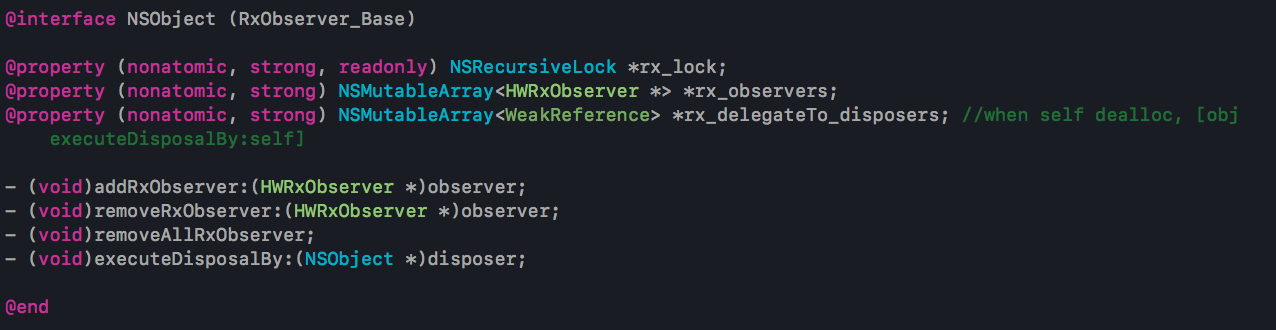 @interface NSObject (RxObserver_Base)
@property (nonatomic, strong, readonly) NSRecursiveLock *rx_lock;
@property (nonatomic, strong) NSMutableArray<HWRxObserver *> *rx_observers;
@property (nonatomic, strong) NSMutableArray<WeakReference> *rx_delegateTo_disposers; //when self dealloc, [obj
executeDisposalBy:self]
- (void)addRxObserver:(HWRxObserver *)observer;
- (void)removeRxObserver:(HWRxObserver *)observer;
- (void)removeAllRxObserver;
- (void)executeDisposalBy:(NSObject *)disposer;
@end